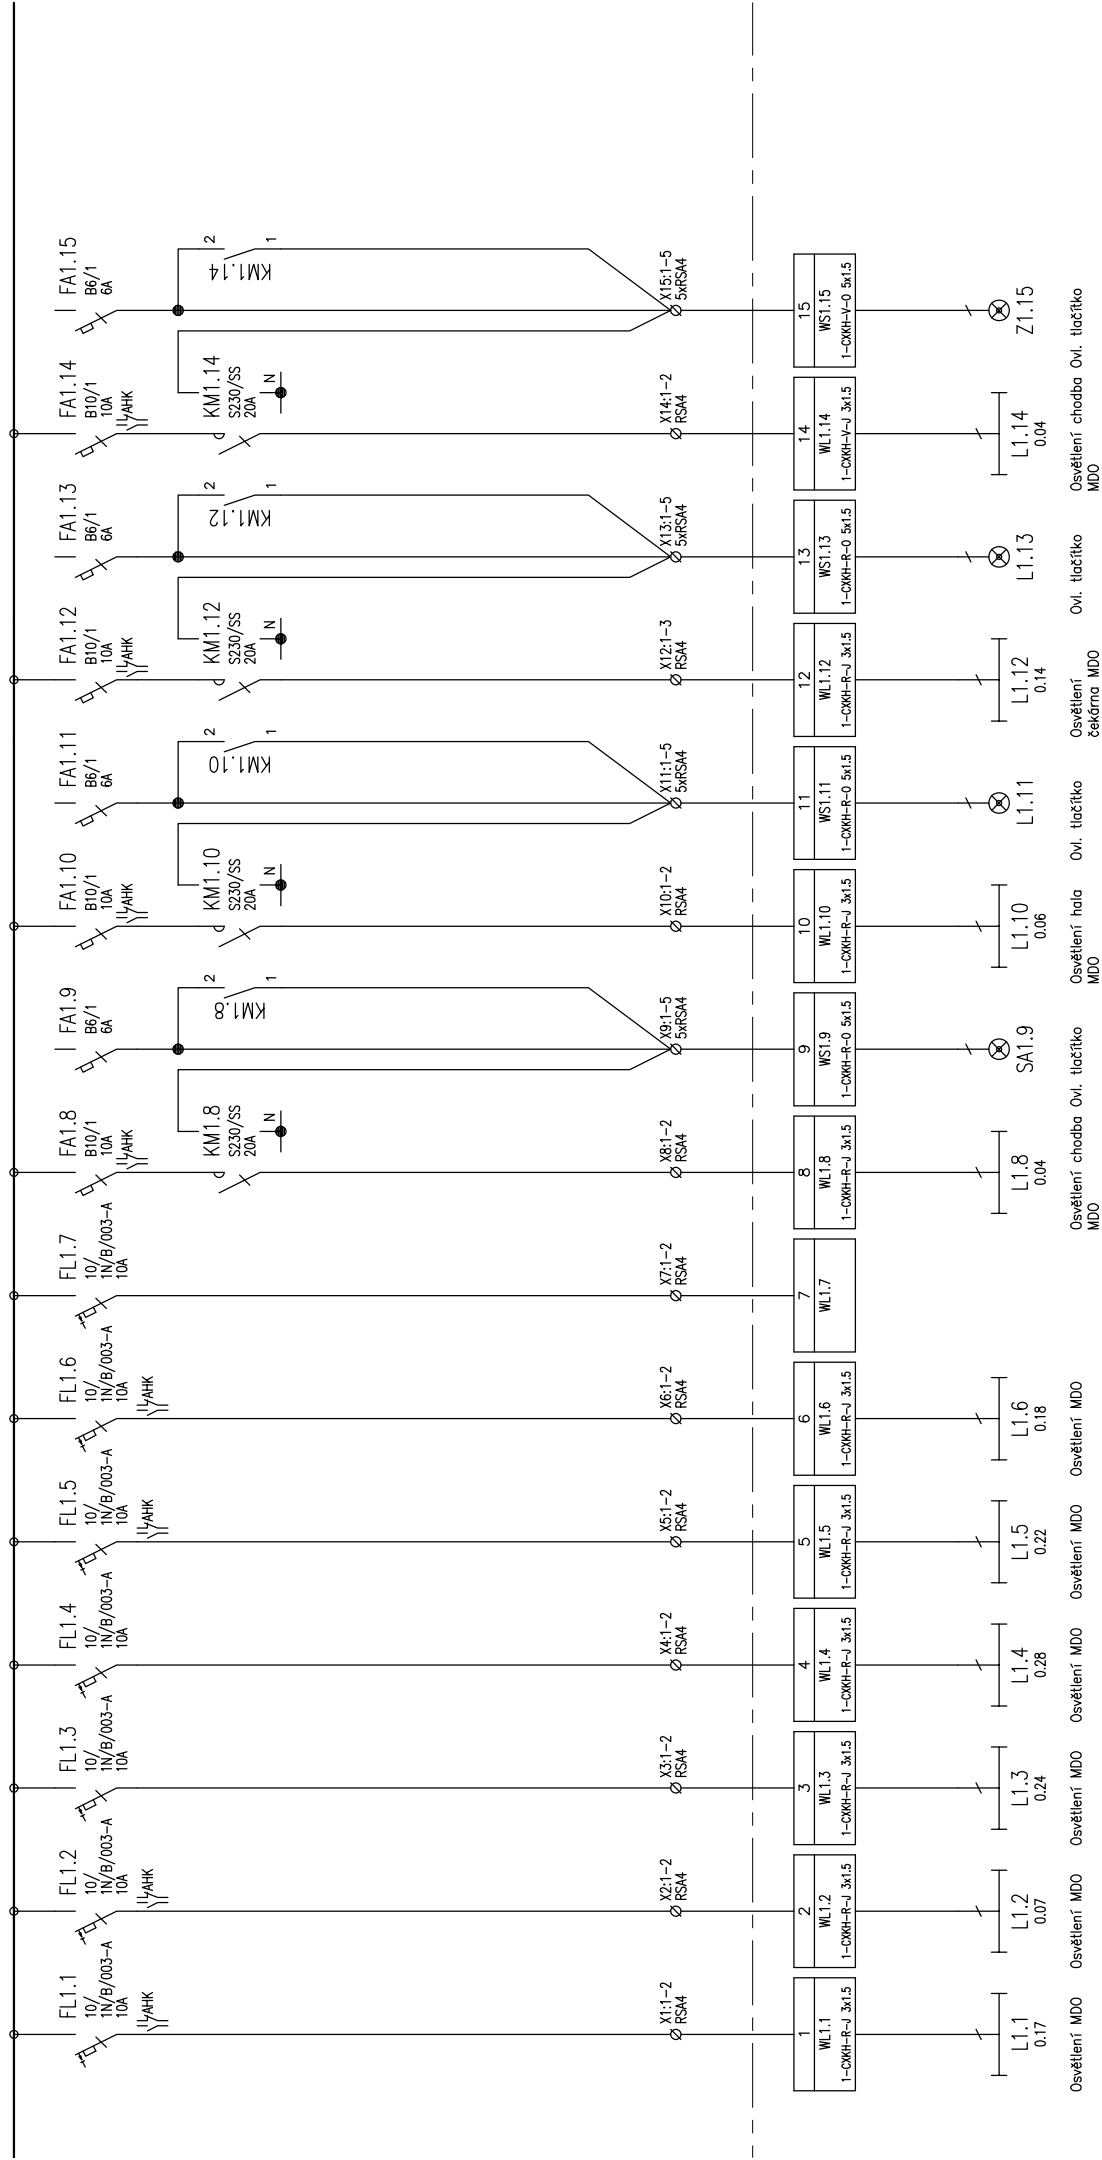 FL1.1
10/
1N/B/003-A
10A
AHK
X1:1-2
RSA4
1
WL1.1
1-CXKH-R-J 3x1.5
L1.1
0.17
Osvětlení MDO
FL1.2
10/
1N/B/003-A
10A
AHK
X2:1-2
RSA4
2
WL1.2
1-CXKH-R-J 3x1.5
L1.2
0.07
Osvětlení MDO
FL1.3
10/
1N/B/003-A
10A
X3:1-2
RSA4
3
WL1.3
1-CXKH-R-J 3x1.5
L1.3
0.24
Osvětlení MDO
FL1.4
10/
1N/B/003-A
10A
X4:1-2
RSA4
4
WL1.4
1-CXKH-R-J 3x1.5
L1.4
0.28
Osvětlení MDO
FL1.5
10/
1N/B/003-A
10A
AHK
X5:1-2
RSA4
5
WL1.5
1-CXKH-R-J 3x1.5
L1.5
0.22
Osvětlení MDO
FL1.6
10/
1N/B/003-A
10A
AHK
X6:1-2
RSA4
6
WL1.6
1-CXKH-R-J 3x1.5
L1.6
0.18
Osvětlení MDO
FL1.7
10/
1N/B/003-A
10A
X7:1-2
RSA4
7
WL1.7
FA1.8
B10/1
10A
AHK
KM1.8
S230/SS
20A
N
X8:1-2
RSA4
8
WL1.8
1-CXKH-R-J 3x1.5
L1.8
0.04
Osvětlení chodba
MDO
FA1.9
B6/1
6A
2
1
KM1.8
X9:1-5
5xRSA4
9
WS1.9
1-CXKH-R-O 5x1.5
SA1.9
Ovl. tlačítko
FA1.10
B10/1
10A
AHK
KM1.10
S230/SS
20A
N
X10:1-2
RSA4
10
WL1.10
1-CXKH-R-J 3x1.5
L1.10
0.06
Osvětlení hala
MDO
FA1.11
B6/1
6A
2
1
KM1.10
X11:1-5
5xRSA4
11
WS1.11
1-CXKH-R-O 5x1.5
L1.11
Ovl. tlačítko
FA1.12
B10/1
10A
AHK
KM1.12
S230/SS
20A
N
X12:1-3
RSA4
12
WL1.12
1-CXKH-R-J 3x1.5
L1.12
0.14
Osvětlení
čekárna MDO
FA1.13
B6/1
6A
2
1
KM1.12
X13:1-5
5xRSA4
13
WS1.13
1-CXKH-R-O 5x1.5
L1.13
Ovl. tlačítko
FA1.14
B10/1
10A
AHK
KM1.14
S230/SS
20A
N
X14:1-2
RSA4
14
WL1.14
1-CXKH-V-J 3x1.5
L1.14
0.04
Osvětlení chodba
MDO
FA1.15
B6/1
6A
2
1
KM1.14
X15:1-5
5xRSA4
15
WS1.15
1-CXKH-V-O 5x1.5
Z1.15
Ovl. tlačítko